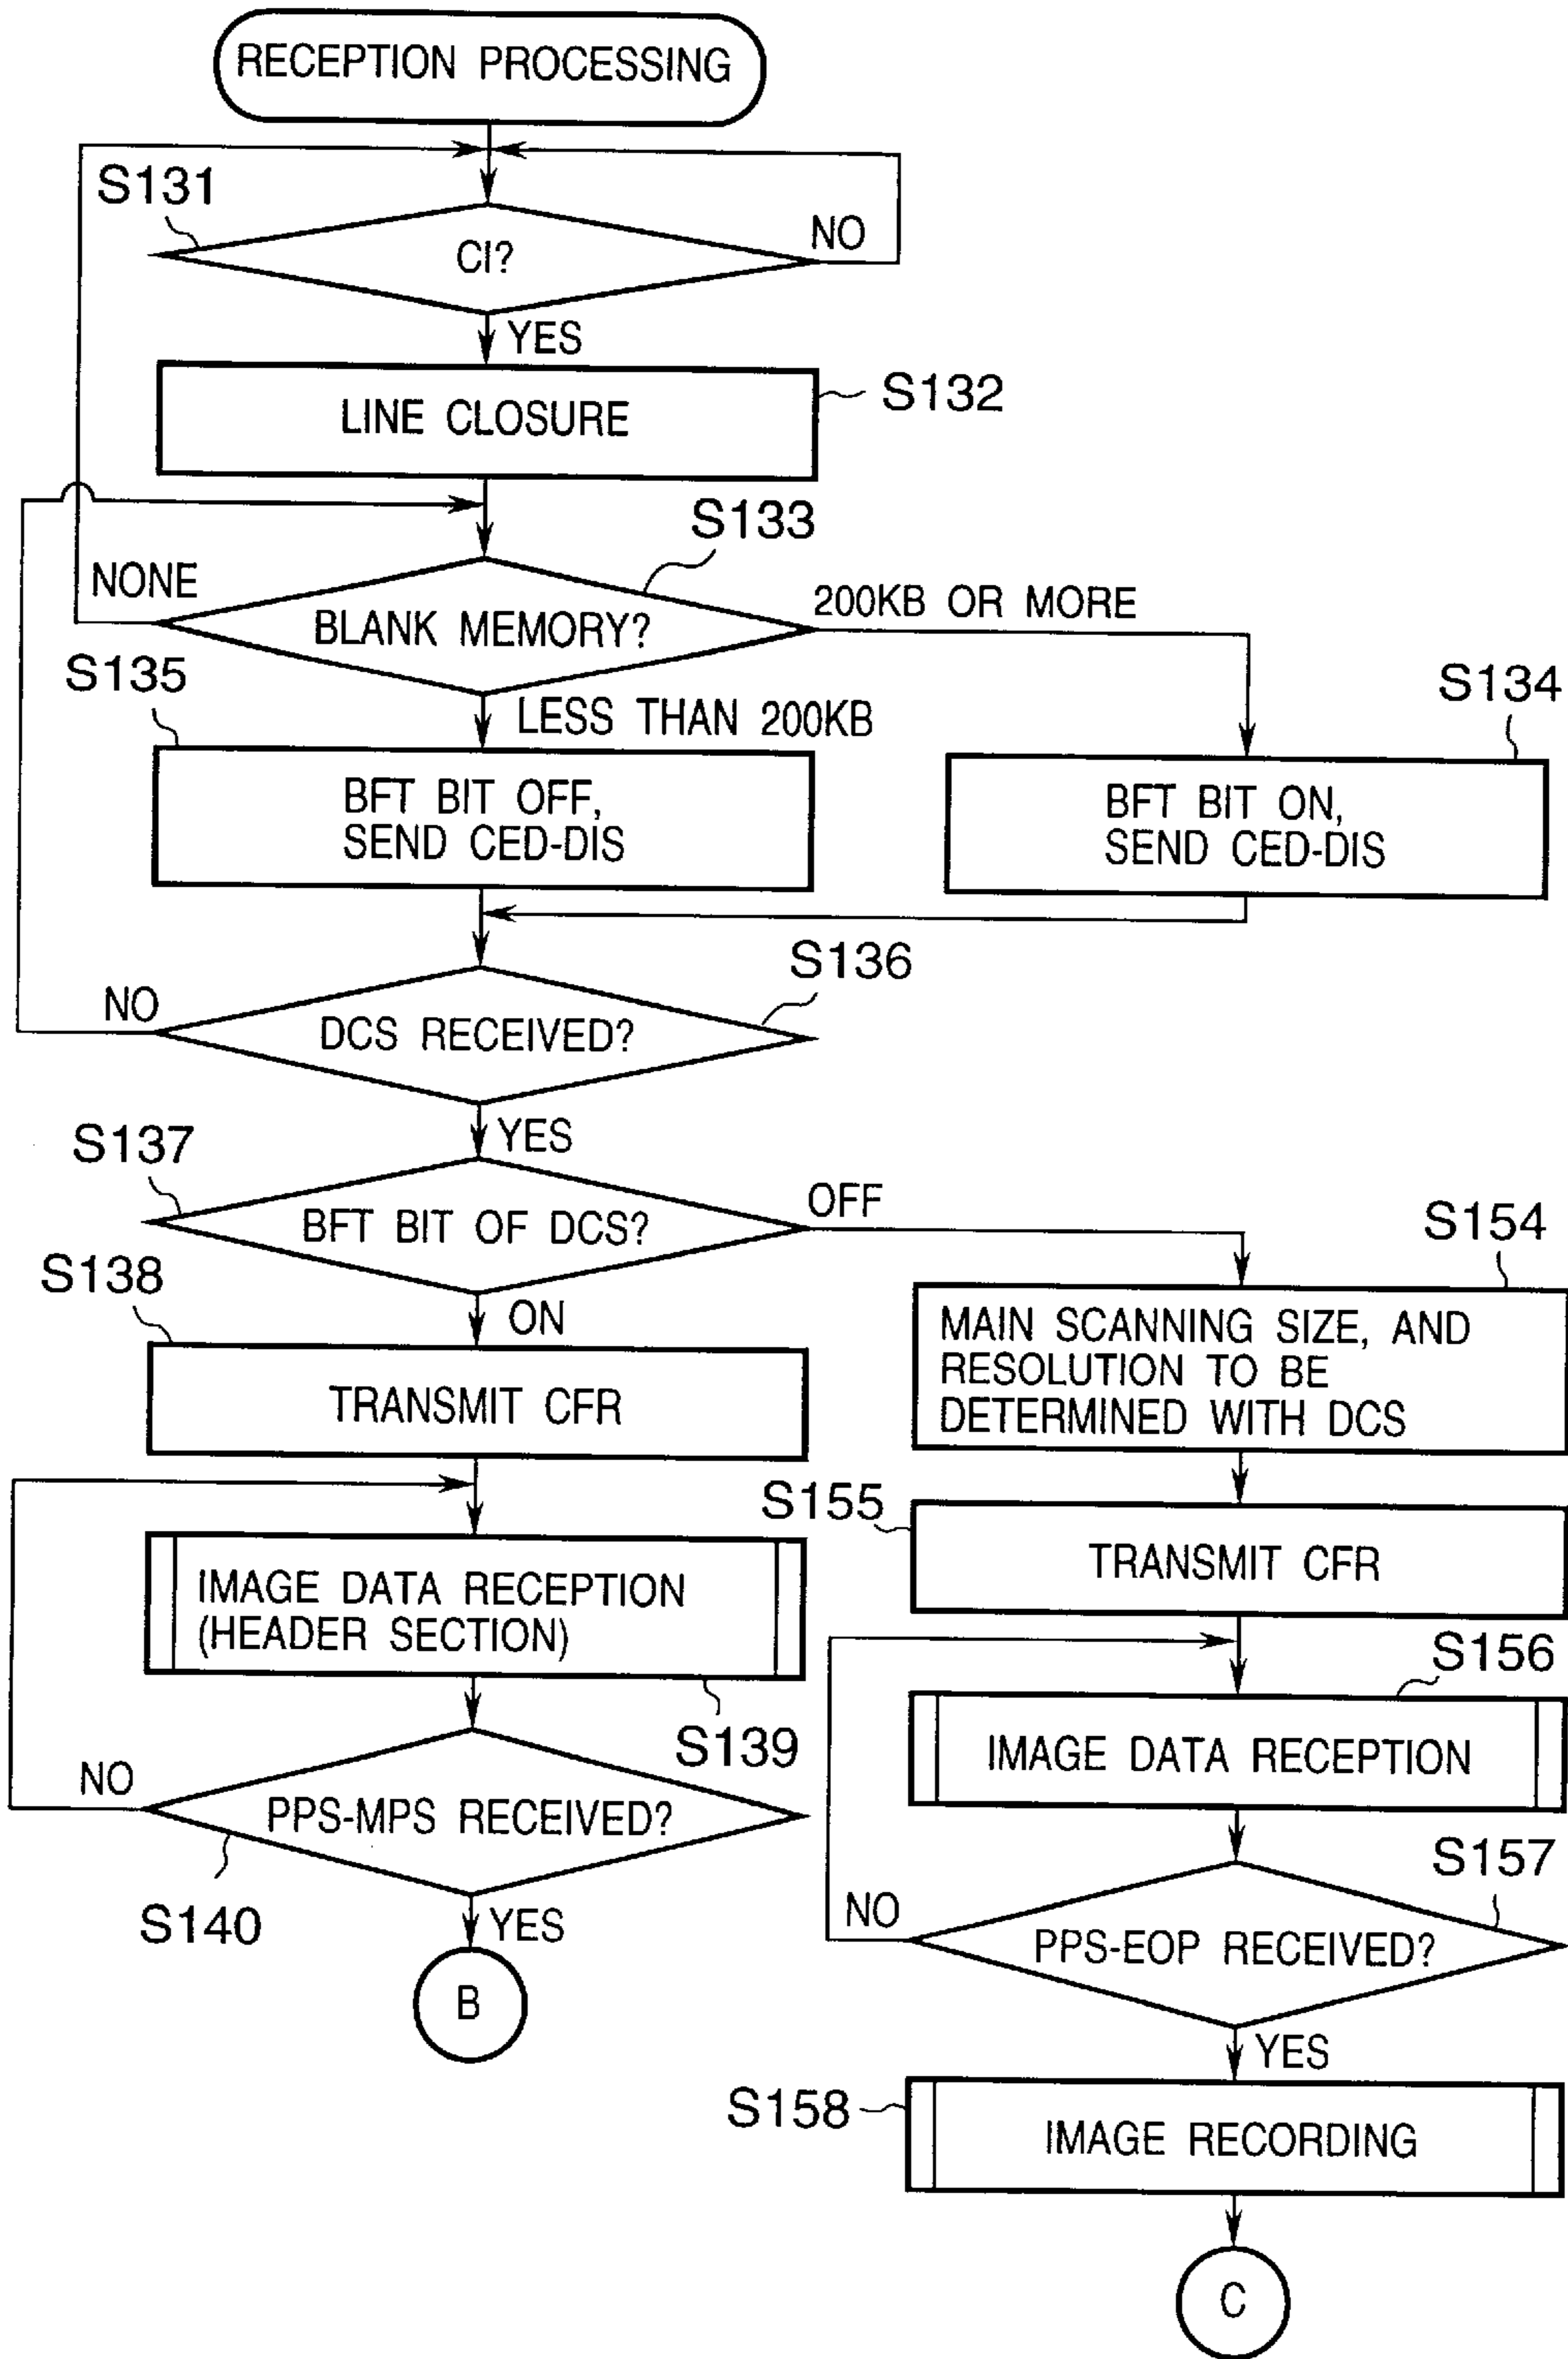 RECEPTION PROCESSING
S131
CI?
NO
YES
LINE CLOSURE
S132
S133
NONE
BLANK MEMORY?
200KB OR MORE
S135
LESS THAN 200KB
S134
BFT BIT OFF,
SEND CED-DIS
BFT BIT ON,
SEND CED-DIS
S136
NO
DCS RECEIVED?
YES
S137
BFT BIT OF DCS?
OFF
S154
S138
ON
MAIN SCANNING SIZE, AND
RESOLUTION TO BE
DETERMINED WITH DCS
TRANSMIT CFR
S155
TRANSMIT CFR
IMAGE DATA RECEPTION
(HEADER SECTION)
S139
S156
IMAGE DATA RECEPTION
NO
PPS-MPS RECEIVED?
S140
YES
B
S157
NO
PPS-EOP RECEIVED?
YES
S158
IMAGE RECORDING
C